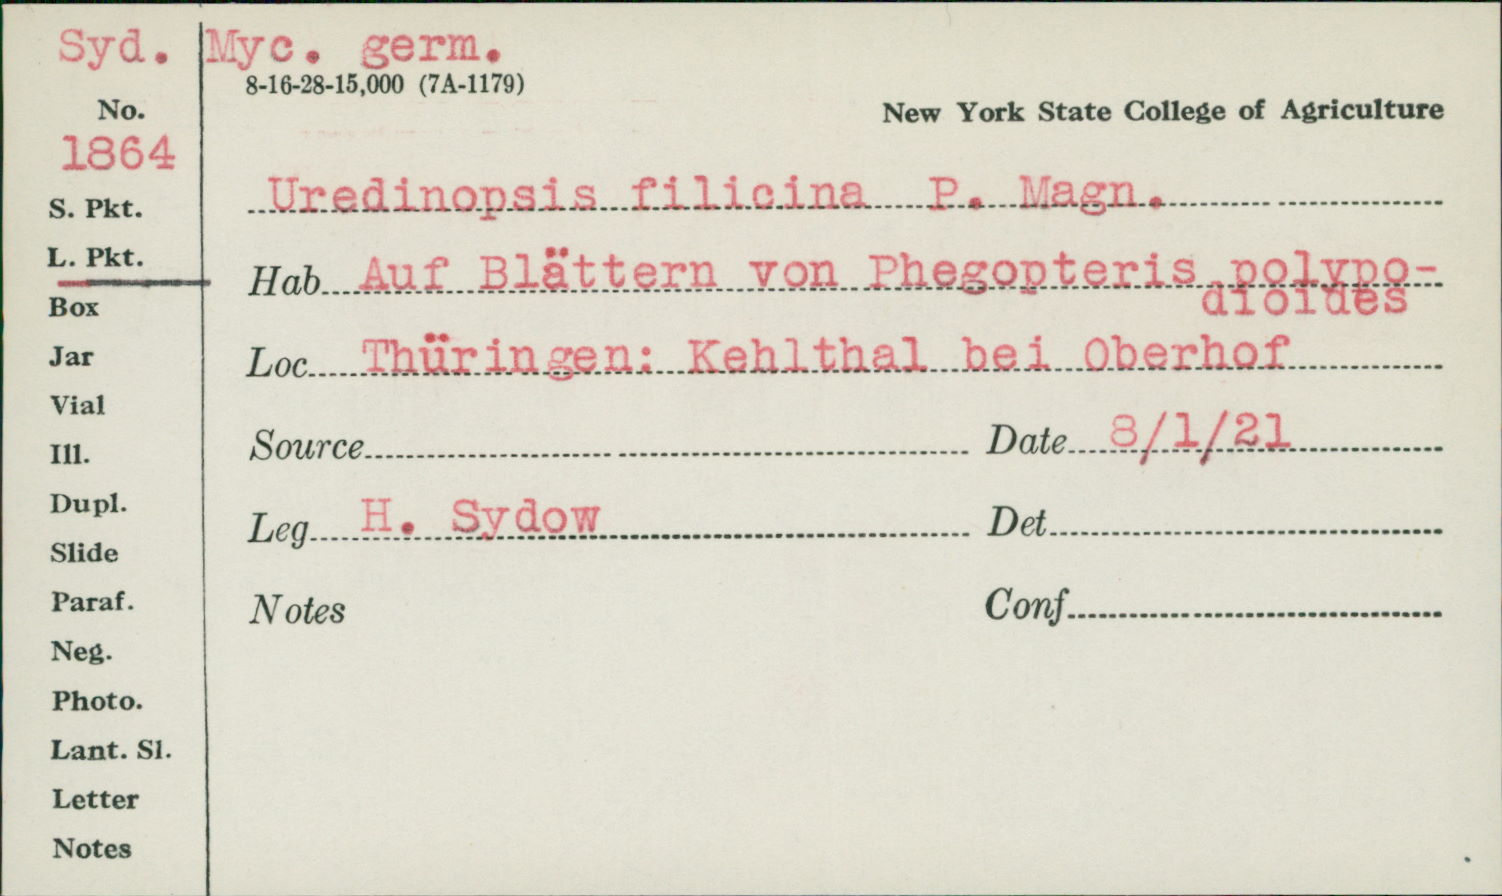 Syd. Myc. germ.
8-16-28-15,000 (7A-1179)
No.
New York State College of Agriculture
1864
Uredinopsis filicina P. Magn.
S. Pkt.
L. Pkt.
Hab Auf Blättern von Phegopteris polypo-
dioides
Box
Jar
Loc Thüringen: Kehlthal bei Oberhof
Vial
Ill.
Source Date 8/1/21
Dupl.
Leg H. Sydow Det
Slide
Paraf.
Notes Conf
Neg.
Photo.
Lant. Sl.
Letter
Notes